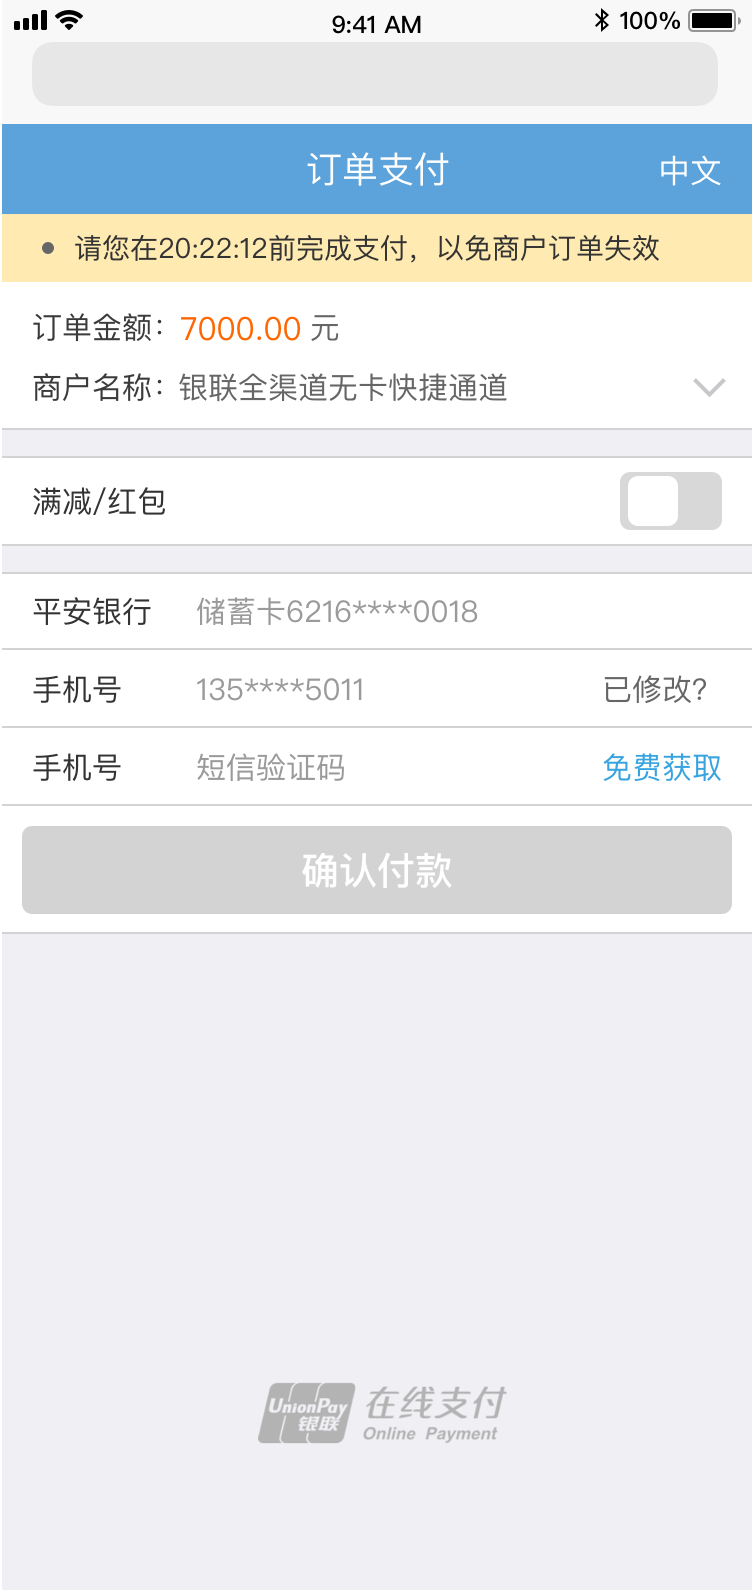 9:41 AM 100%
订单支付 中文
请您在20:22:12前完成支付，以免商户订单失效
订单金额：7000.00 元
商户名称：银联全渠道无卡快捷通道
满减/红包
平安银行 储蓄卡6216****0018
手机号 135****5011 已修改?
手机号 短信验证码 免费获取
确认付款
UnionPay 在线支付
银联 Online Payment